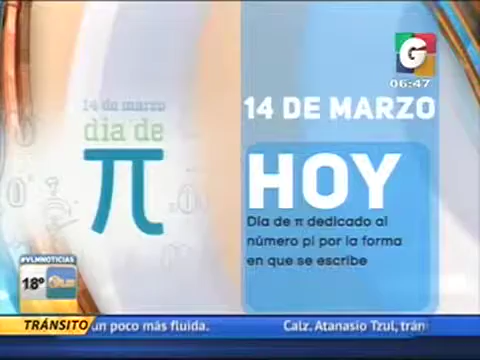 G
06:47
14 de marzo
día de
π
14 DE MARZO
HOY
Día de π dedicado al
número pi por la forma
en que se escribe
#VLMNOTICIAS
18°
TRÁNSITO un poco más fluida. Calz. Atanasio Tzul, trán